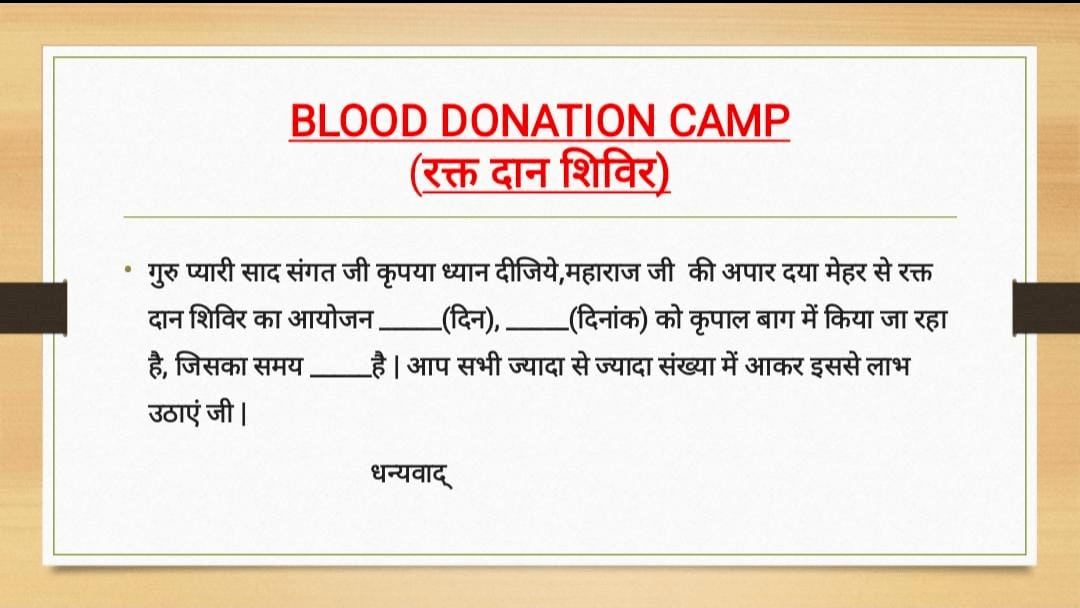 BLOOD DONATION CAMP
(रक्त दान शिविर)
• गुरु प्यारी साद संगत जी कृपया ध्यान दीजिये,महाराज जी की अपार दया मेहर से रक्त
दान शिविर का आयोजन _____(दिन), _____(दिनांक) को कृपाल बाग में किया जा रहा
है, जिसका समय _____है | आप सभी ज्यादा से ज्यादा संख्या में आकर इससे लाभ
उठाएं जी |
धन्यवाद्